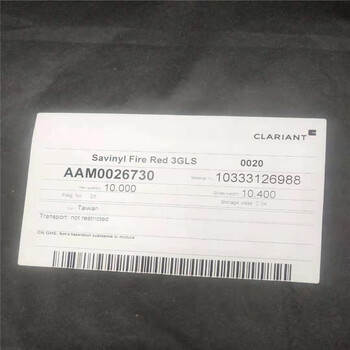 CLARIANT
Savinyl Fire Red 3GLS 0020
AAM0026730 10333126988
10.000 10.400
Taiwan
Transport: not restricted